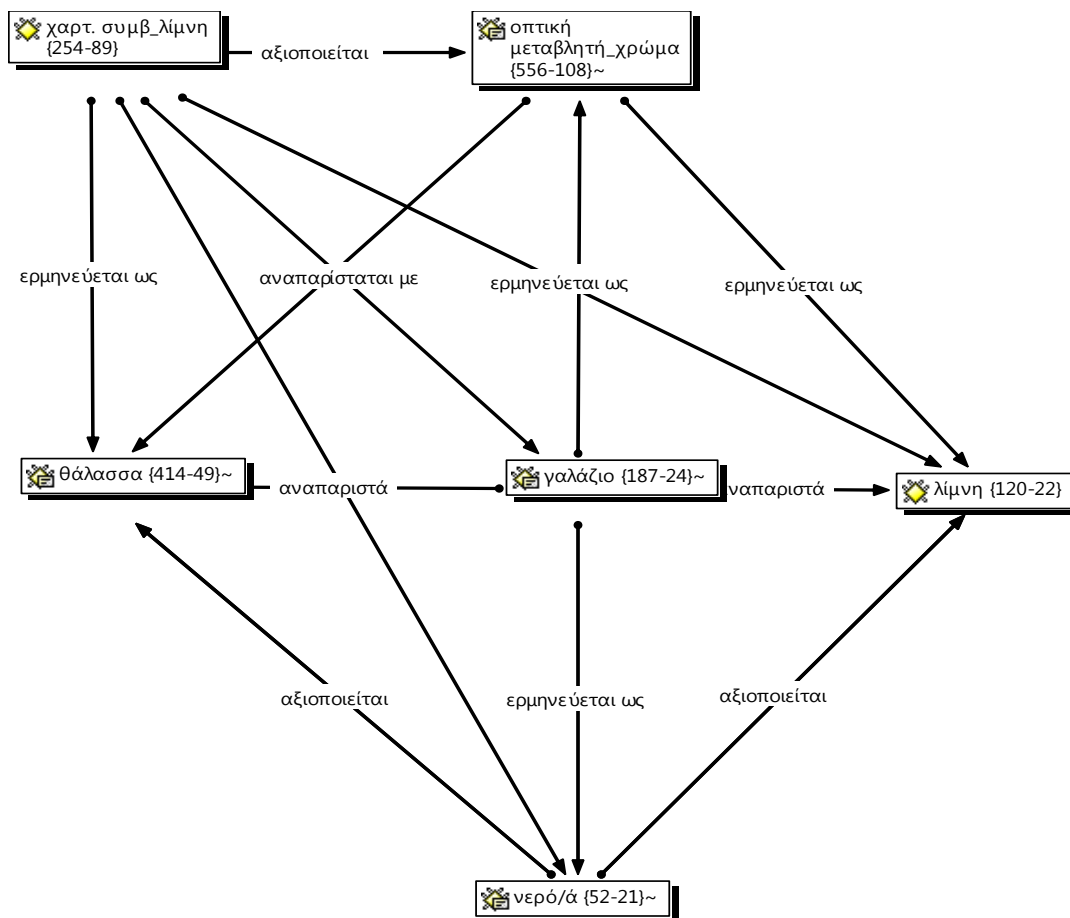 χαρτ. συμβ_λίμνη
{254-89}
αξιοποιείται
οπτική
μεταβλητή_χρώμα
{556-108}~
ερμηνεύεται ως
αναπαρίσταται με
ερμηνεύεται ως
ερμηνεύεται ως
θάλασσα {414-49}~
αναπαριστά
γαλάζιο {187-24}~
ναπαριστά
λίμνη {120-22}
αξιοποιείται
ερμηνεύεται ως
αξιοποιείται
νερό/ά {52-21}~